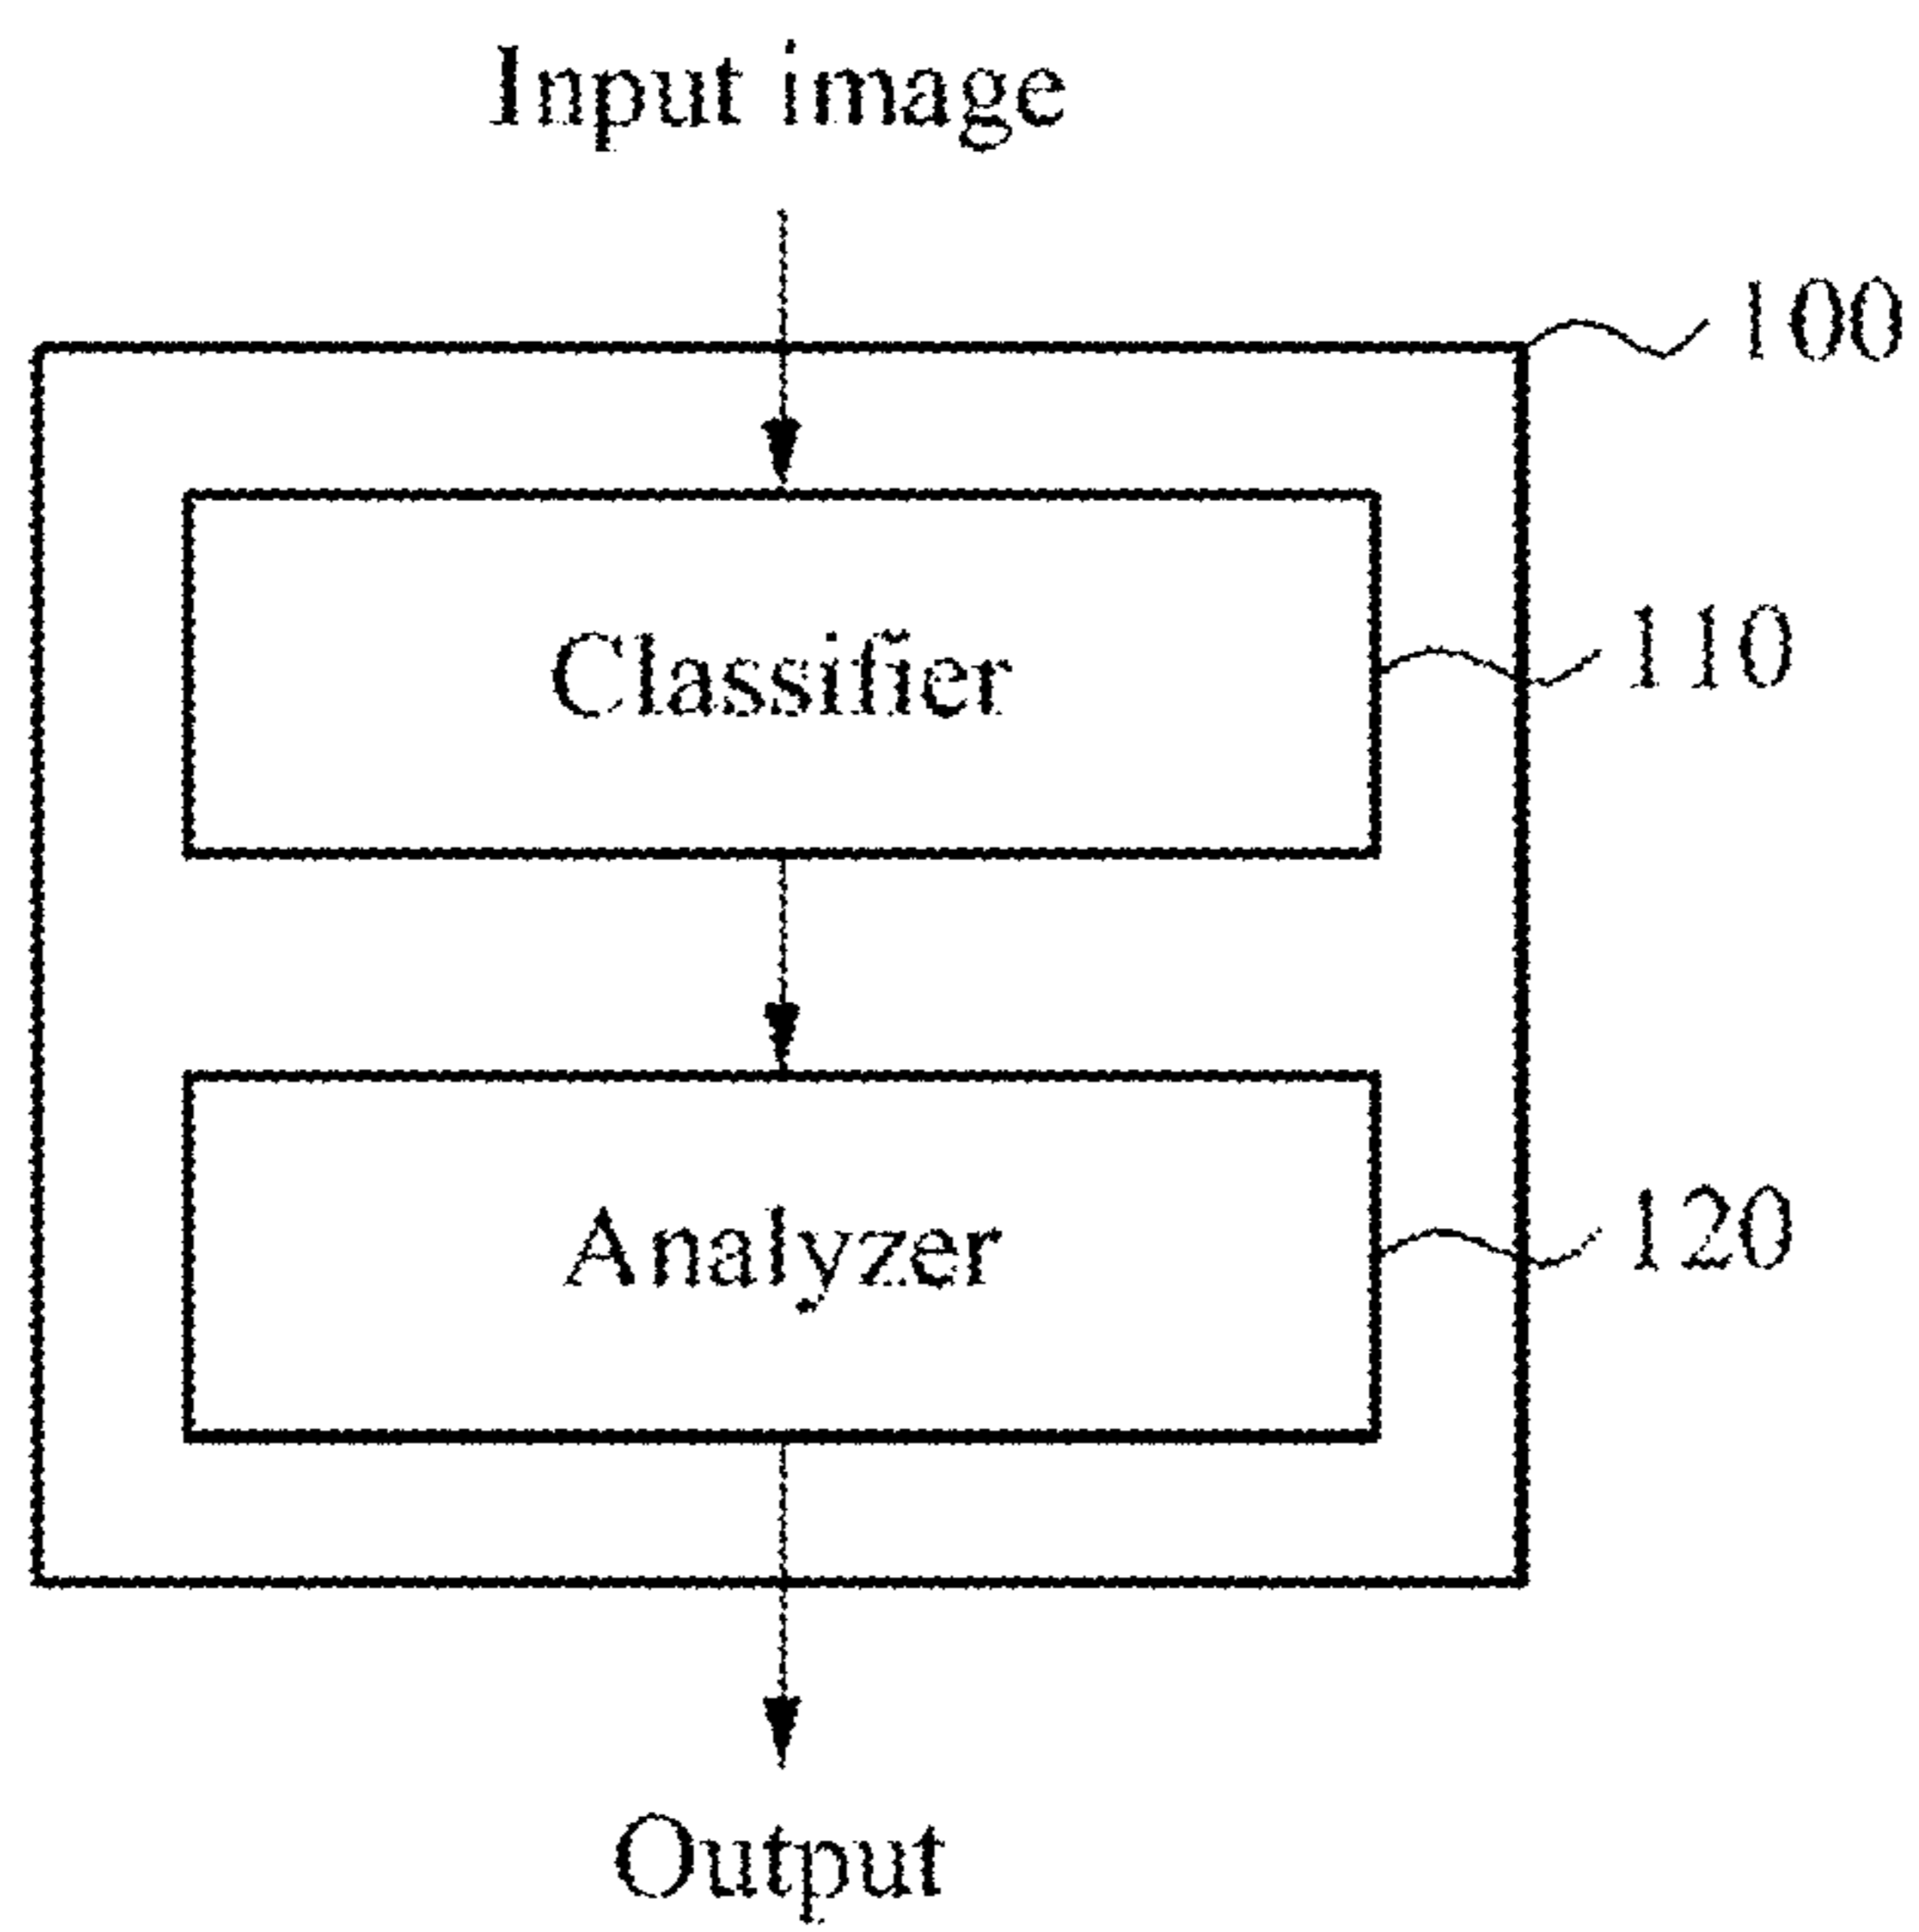 Input image
100
Classifier
110
Analyzer
120
Output